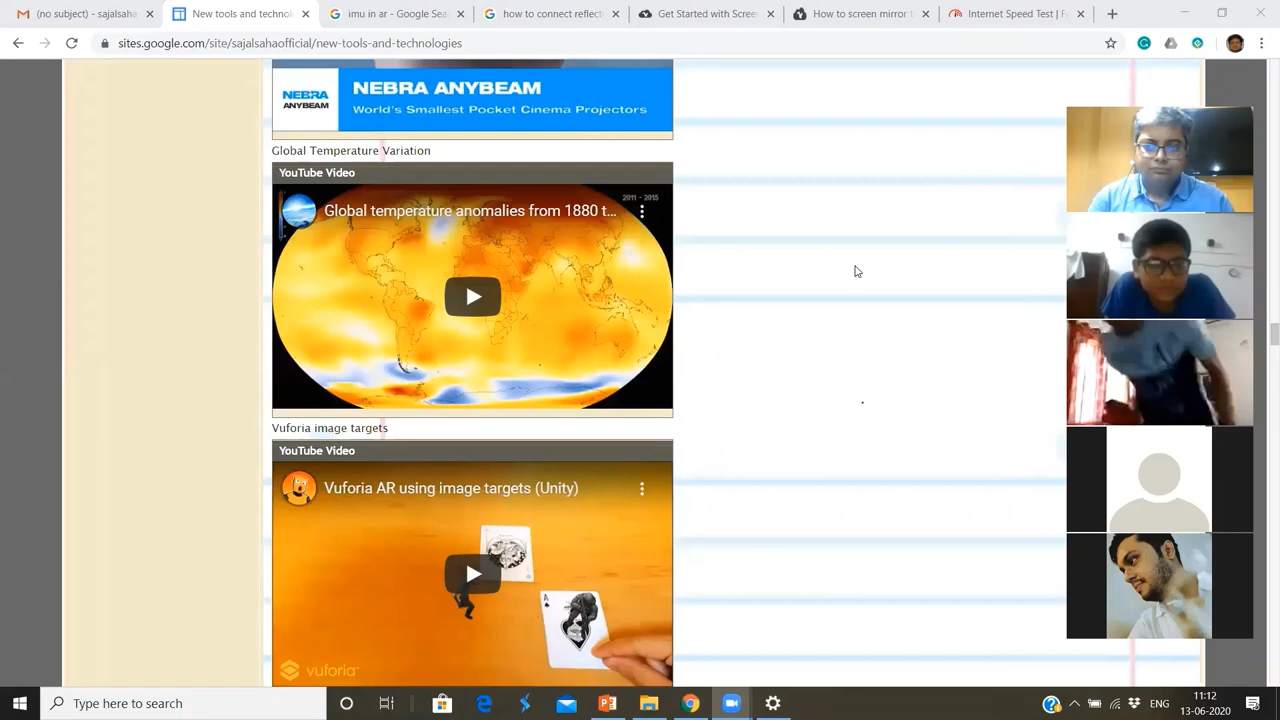 (no subject) - sajalsaha
New tools and technolog
imu in ar - Google Sea
how to connect reflect
Get Started with Scree
How to screen mirror t
Internet Speed Test | F
sites.google.com/site/sajalsahaofficial/new-tools-and-technologies
NEBRA
ANYBEAM
NEBRA ANYBEAM
World's Smallest Pocket Cinema Projectors
Global Temperature Variation
YouTube Video
2011 - 2015
Global temperature anomalies from 1880 t...
Vuforia image targets
YouTube Video
Vuforia AR using image targets (Unity)
A
vuforia
Type here to search
ENG
11:12
13-06-2020